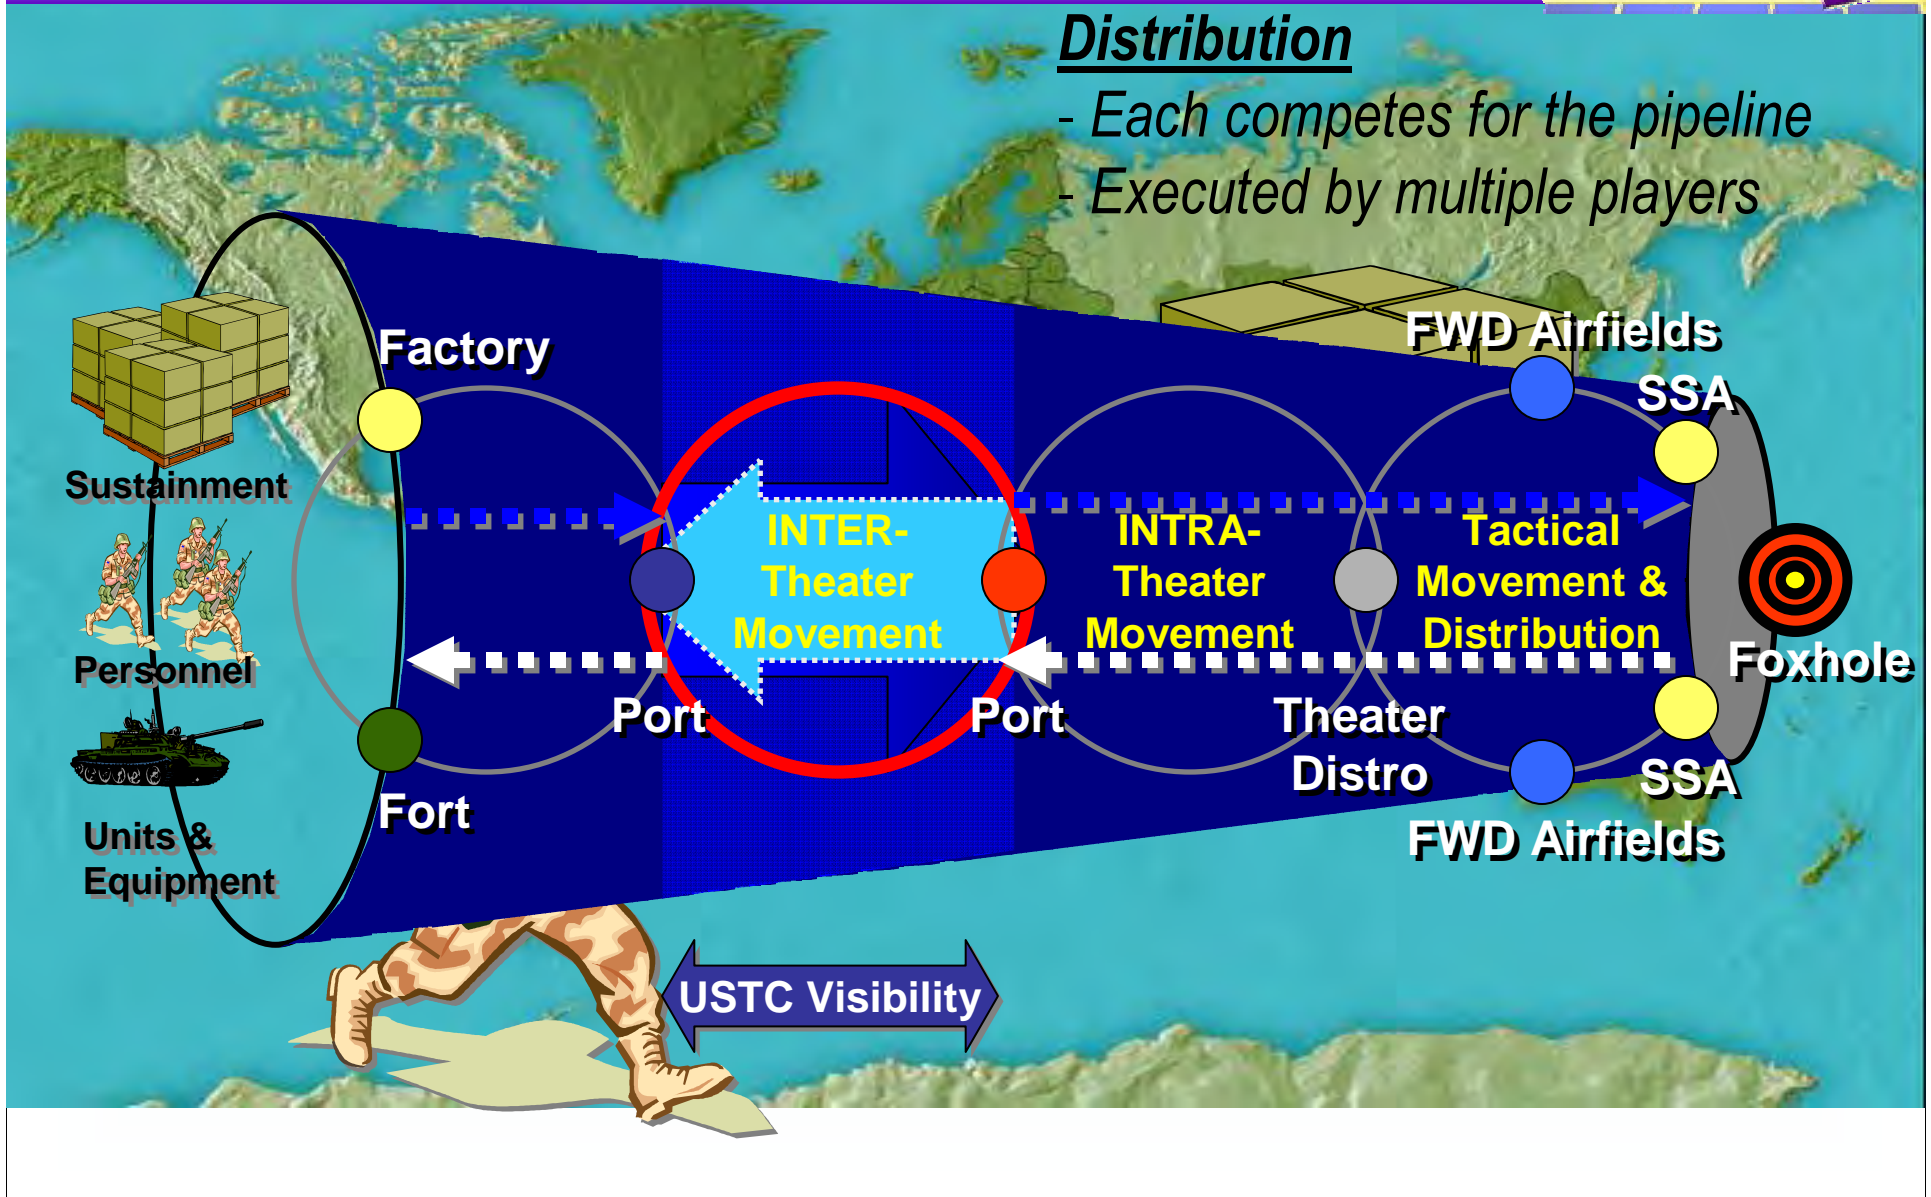 Distribution
- Each competes for the pipeline
- Executed by multiple players
FWD Airfields
SSA
Factory
Sustainment
Personnel
Units &
Equipment
INTER-
Theater
Movement
INTRA-
Theater
Movement
Tactical
Movement &
Distribution
Foxhole
Port
Port
Theater
Distro
SSA
FWD Airfields
Fort
USTC Visibility